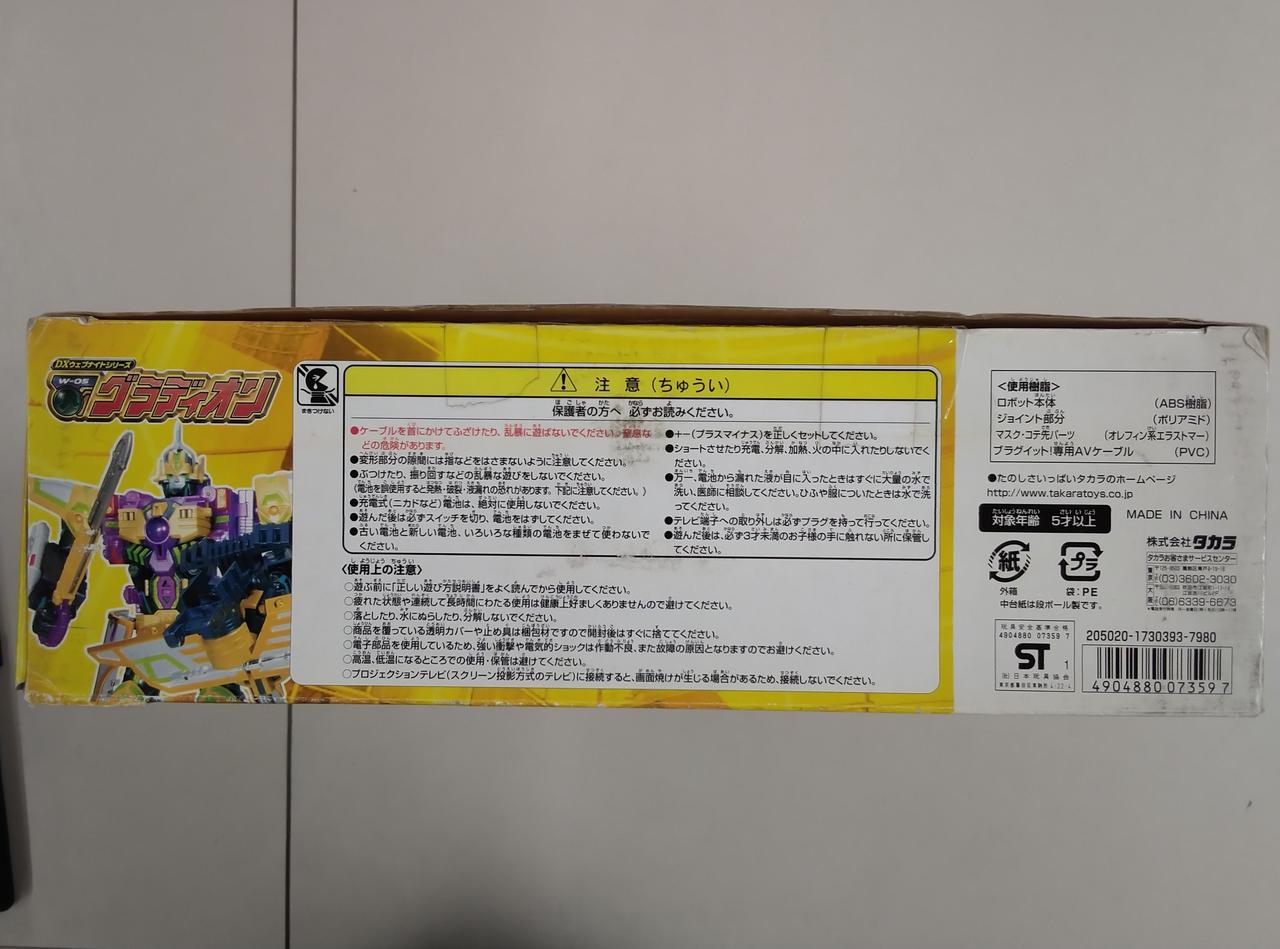 DXウェブナイトシリーズ
W-05
グラディオン
まきつけない
注 意 (ちゅうい)
保護者の方へ 必ずお読みください。
●ケーブルを首にかけてふざけたり、乱暴に遊ばないでください。窒息な
どの危険があります。
●変形部分の隙間には指などをはさまないように注意してください。
●ぶつけたり、振り回すなどの乱暴な遊びをしないでください。
(電池を誤使用すると発熱・破裂・液漏れの恐れがあります。下記に注意してください。)
●充電式(ニカドなど)電池は、絶対に使用しないでください。
●遊んだ後は必ずスイッチを切り、電池をはずしてください。
●古い電池と新しい電池、いろいろな種類の電池をまぜて使わないで
ください。
●+-(プラスマイナス)を正しくセットしてください。
●ショートさせたり充電、分解、加熱、火の中に入れたりしないでく
ださい。
●万一、電池から漏れた液が目に入ったときはすぐに大量の水で
洗い、医師に相談してください。ひふや服についたときは水で洗
ってください。
●テレビ端子への取り外しは必ずプラグを持って行ってください。
●遊んだ後は、必ず3才未満のお子様の手に触れない所に保管し
てください。
〈使用上の注意〉
○遊ぶ前に「正しい遊び方説明書」をよく読んでから使用してください。
○疲れた状態や連続して長時間にわたる使用は健康上好ましくありませんので避けてください。
○落としたり、水にぬらしたり、分解しないでください。
○商品を覆っている透明カバーや止め具は梱包材ですので開封後はすぐに捨ててください。
○電子部品を使用しているため、強い衝撃や電気的ショックは作動不良、また故障の原因となりますのでお避けください。
○高温、低温になるところでの使用・保管は避けてください。
○プロジェクションテレビ(スクリーン投影方式のテレビ)に接続すると、画面焼けが生じる場合があるため、接続しないでください。
<使用樹脂>
ロボット本体 (ABS樹脂)
ジョイント部分 (ポリアミド)
マスク・コテ先パーツ (オレフィン系エラストマー)
プラグイット!専用AVケーブル (PVC)
●たのしさいっぱいタカラのホームページ
http://www.takaratoys.co.jp
対象年齢 5才以上
MADE IN CHINA
株式会社タカラ
タカラお客さまサービスセンター
(03)3602-3030
(06)6339-6673
紙
外箱
プラ
袋:PE
中台紙は段ボール製です。
玩具安全基準合格
4904880 07359 7
ST 1
(社)日本玩具協会
205020-1730393-7980
4904880 073597